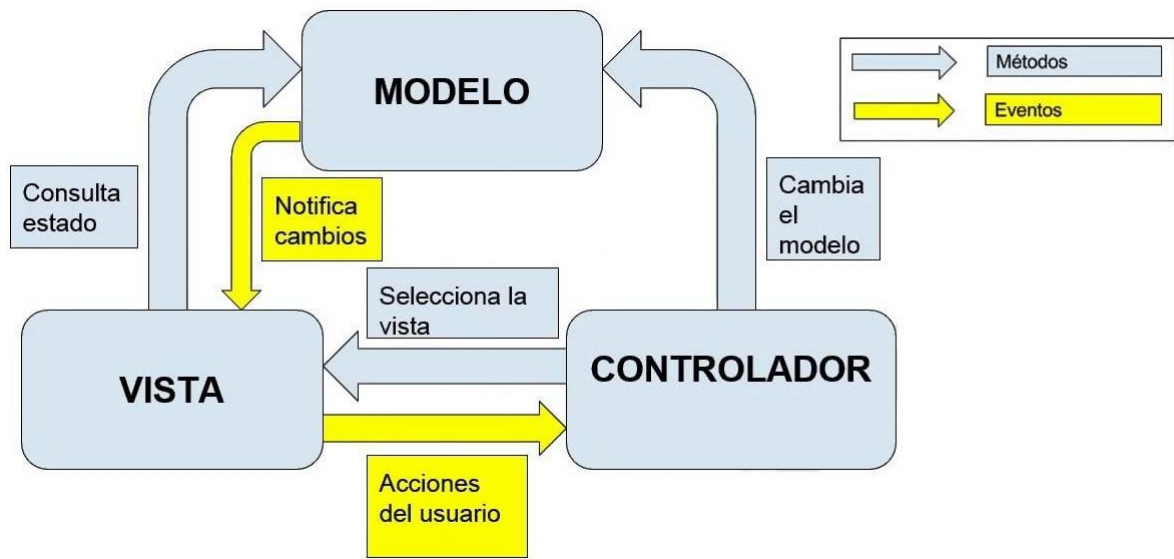 MODELO
Métodos
Eventos
Consulta
estado
Notifica
cambios
Cambia
el
modelo
Selecciona la
vista
VISTA
CONTROLADOR
Acciones
del usuario